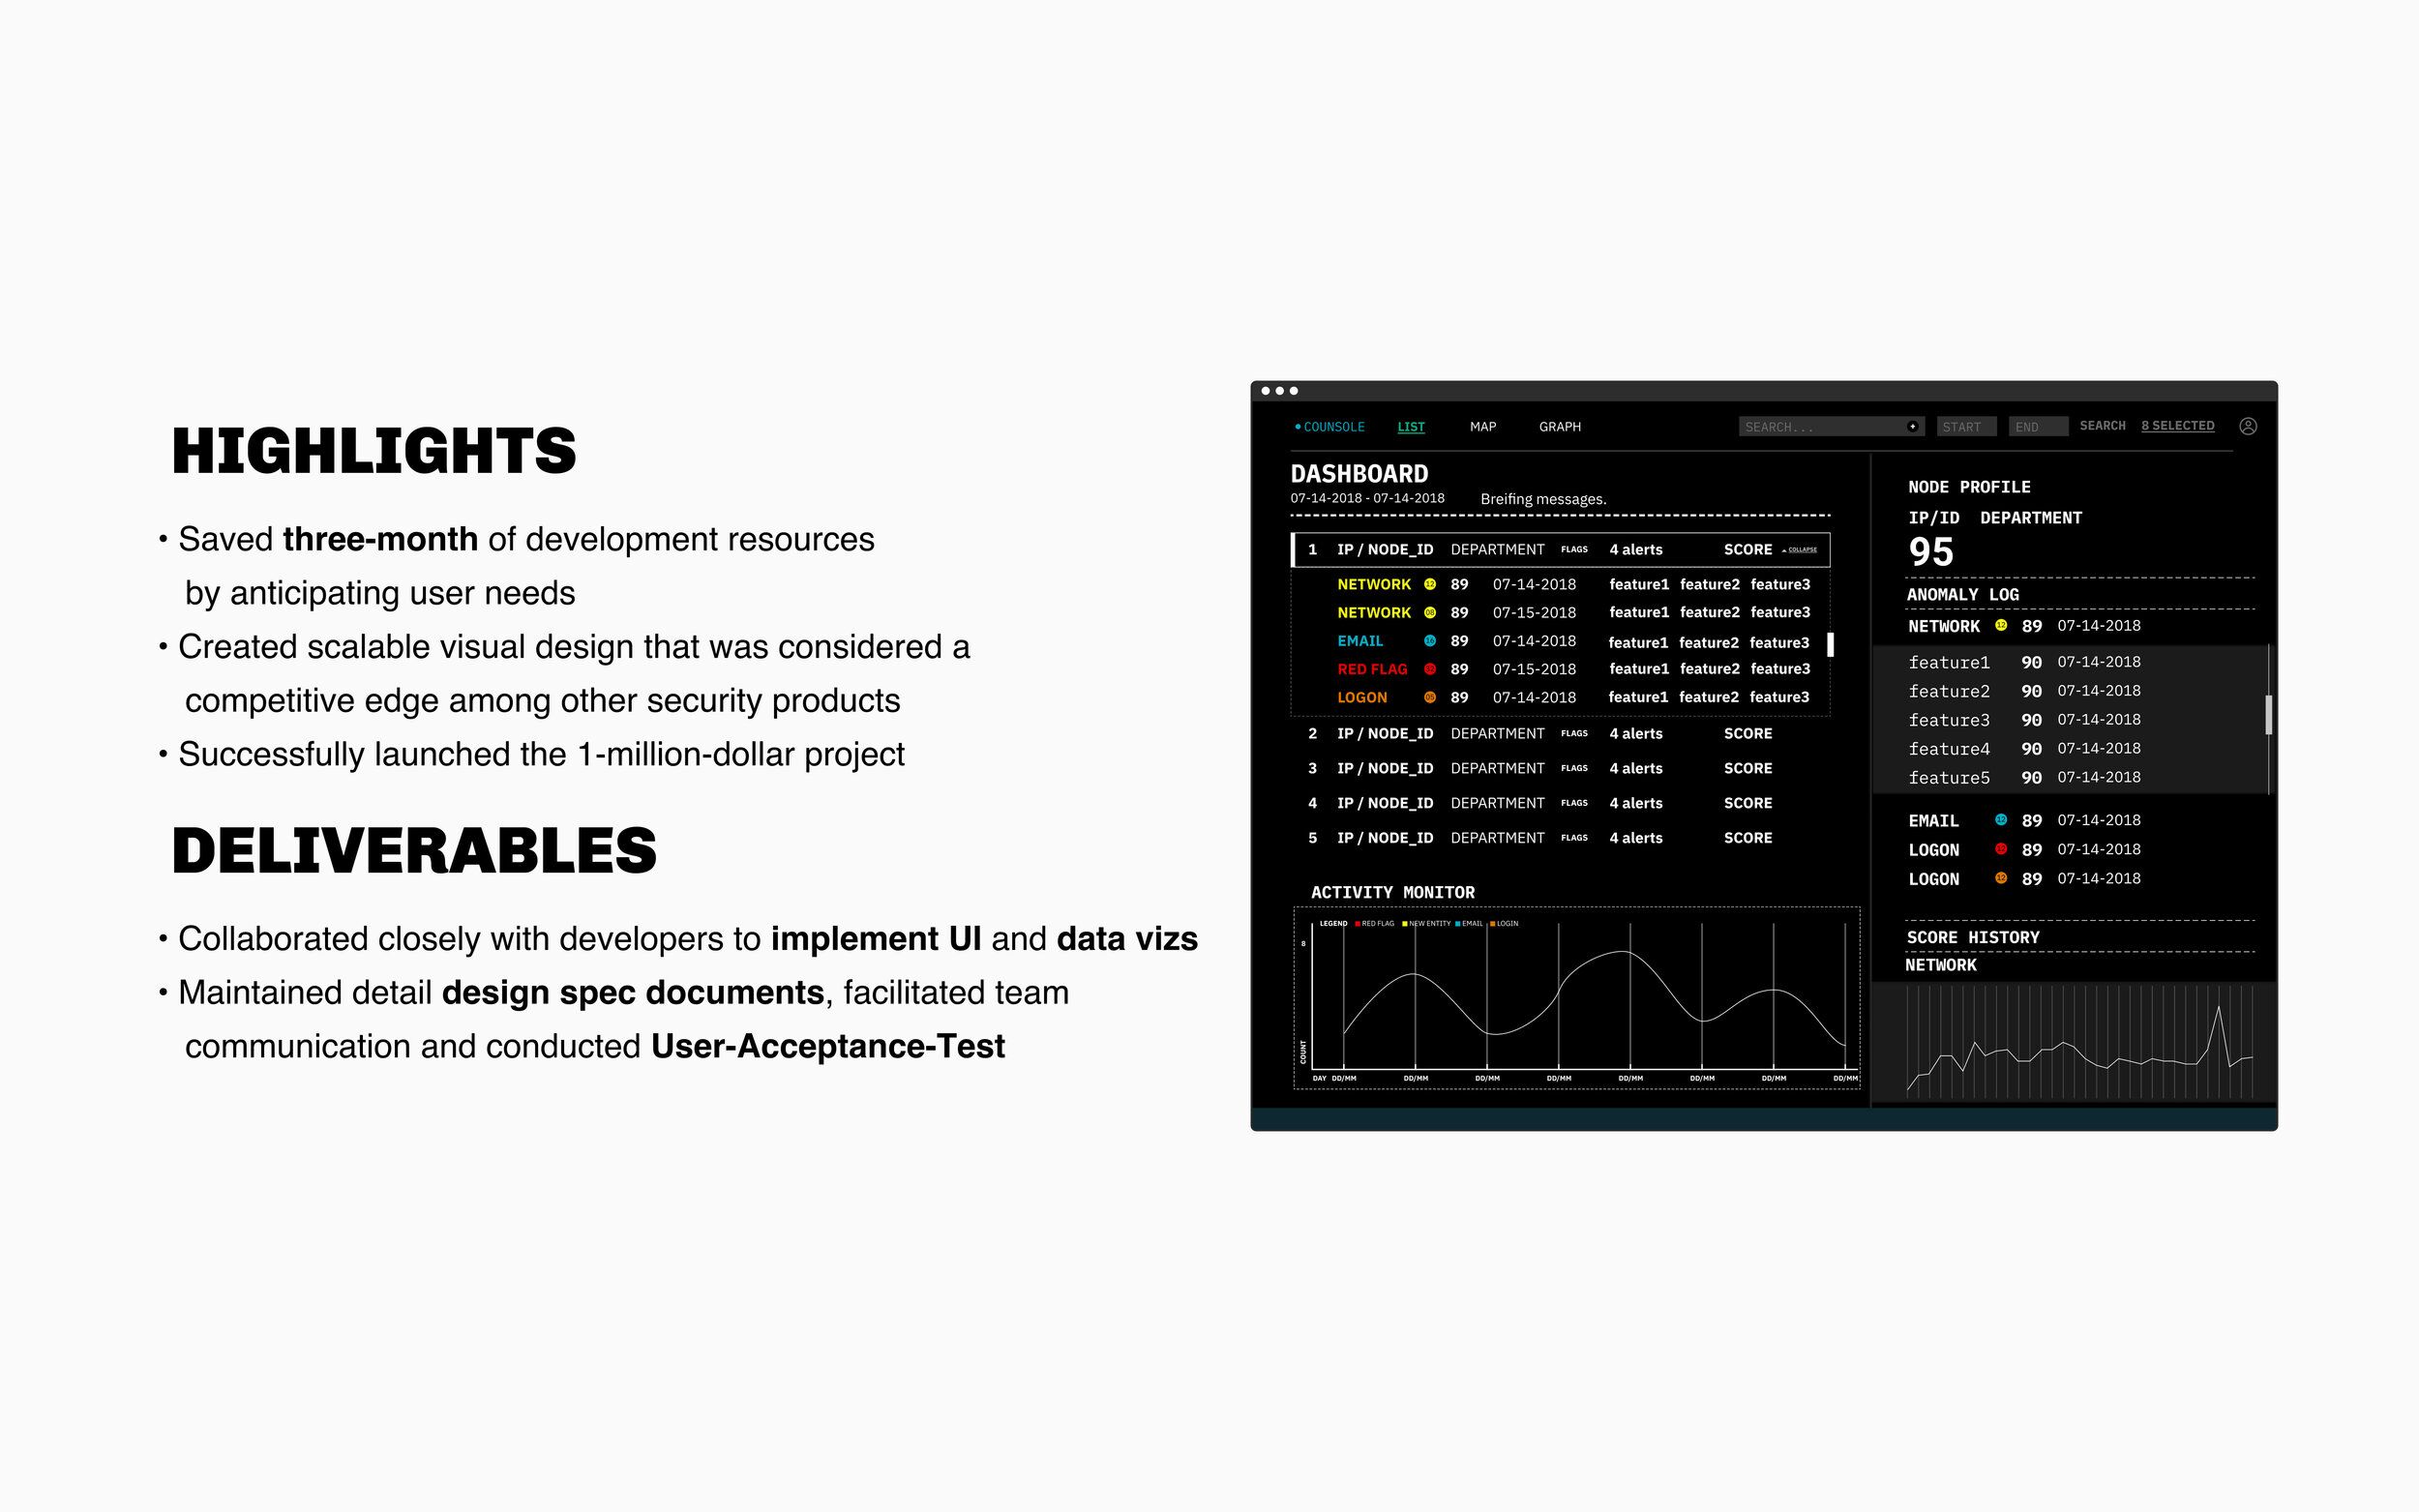 HIGHLIGHTS
• Saved three-month of development resources
by anticipating user needs
• Created scalable visual design that was considered a
competitive edge among other security products
• Successfully launched the 1-million-dollar project
DELIVERABLES
• Collaborated closely with developers to implement UI and data vizs
• Maintained detail design spec documents, facilitated team
communication and conducted User-Acceptance-Test
COUNSOLE LIST MAP GRAPH SEARCH... START END SEARCH 8 SELECTED
DASHBOARD
07-14-2018 - 07-14-2018 Breifing messages.
1 IP / NODE_ID DEPARTMENT FLAGS 4 alerts SCORE COLLAPSE
NETWORK 12 89 07-14-2018 feature1 feature2 feature3
NETWORK 08 89 07-15-2018 feature1 feature2 feature3
EMAIL 89 07-14-2018 feature1 feature2 feature3
RED FLAG 89 07-15-2018 feature1 feature2 feature3
LOGON 89 07-14-2018 feature1 feature2 feature3
2 IP / NODE_ID DEPARTMENT FLAGS 4 alerts SCORE
3 IP / NODE_ID DEPARTMENT FLAGS 4 alerts SCORE
4 IP / NODE_ID DEPARTMENT FLAGS 4 alerts SCORE
5 IP / NODE_ID DEPARTMENT FLAGS 4 alerts SCORE
ACTIVITY MONITOR
LEGEND RED FLAG NEW ENTITY EMAIL LOGIN
8
COUNT
DAY DD/MM DD/MM DD/MM DD/MM DD/MM DD/MM DD/MM DD/MM
NODE PROFILE
IP/ID DEPARTMENT
95
ANOMALY LOG
NETWORK 12 89 07-14-2018
feature1 90 07-14-2018
feature2 90 07-14-2018
feature3 90 07-14-2018
feature4 90 07-14-2018
feature5 90 07-14-2018
EMAIL 12 89 07-14-2018
LOGON 12 89 07-14-2018
LOGON 12 89 07-14-2018
SCORE HISTORY
NETWORK